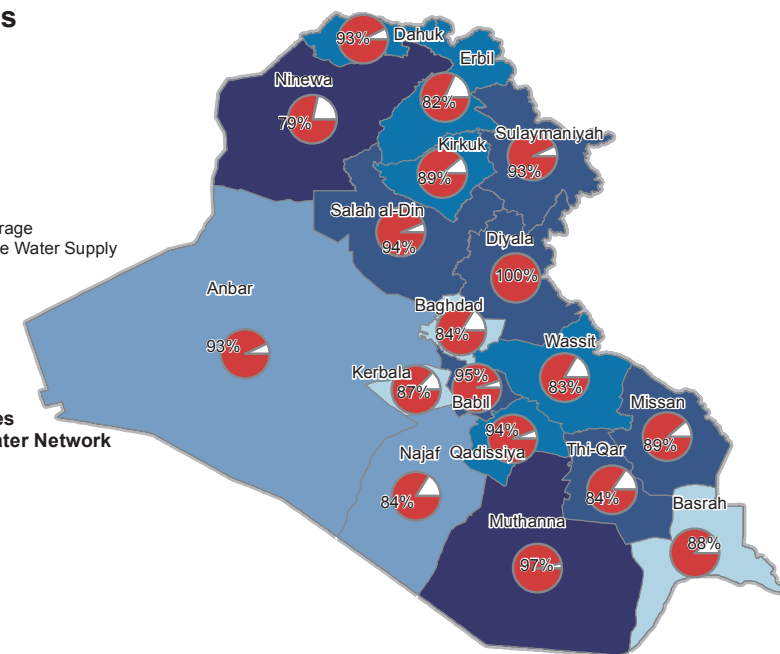 s
93%
Dahuk
Erbil
Ninewa
82%
79%
Sulaymaniyah
Kirkuk
93%
89%
Salah al-Din
rage
94%
Diyala
e Water Supply
100%
Anbar
Baghdad
84%
Wassit
93%
Kerbala
95%
83%
87%
Babil
Missan
es
94%
ater Network
89%
Najaf
Qadissiya
Thi-Qar
84%
84%
Basrah
Muthanna
88%
97%